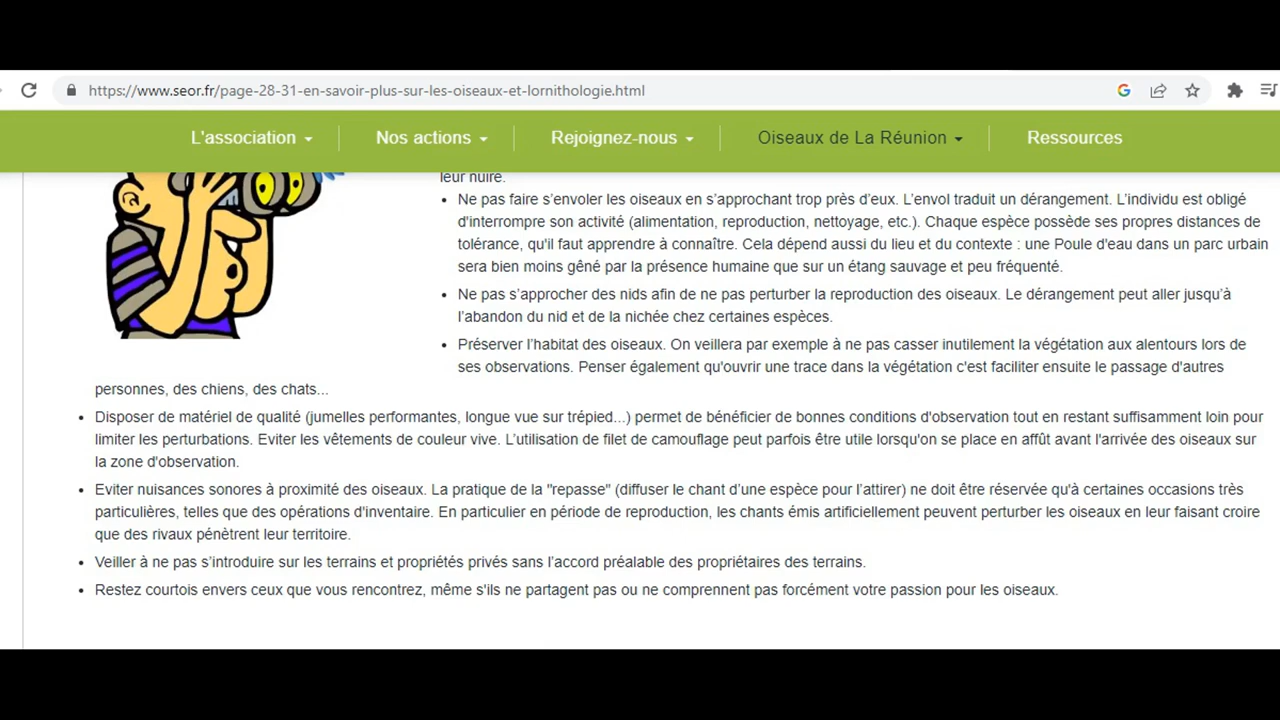 https://www.seor.fr/page-28-31-en-savoir-plus-sur-les-oiseaux-et-lornithologie.html
L'association
Nos actions
Rejoignez-nous
Oiseaux de La Réunion
Ressources
leur nuire.
Ne pas faire s’envoler les oiseaux en s’approchant trop près d’eux. L’envol traduit un dérangement. L’individu est obligé
d'interrompre son activité (alimentation, reproduction, nettoyage, etc.). Chaque espèce possède ses propres distances de
tolérance, qu'il faut apprendre à connaître. Cela dépend aussi du lieu et du contexte : une Poule d'eau dans un parc urbain
sera bien moins gêné par la présence humaine que sur un étang sauvage et peu fréquenté.
Ne pas s’approcher des nids afin de ne pas perturber la reproduction des oiseaux. Le dérangement peut aller jusqu’à
l’abandon du nid et de la nichée chez certaines espèces.
Préserver l’habitat des oiseaux. On veillera par exemple à ne pas casser inutilement la végétation aux alentours lors de
ses observations. Penser également qu'ouvrir une trace dans la végétation c'est faciliter ensuite le passage d'autres
personnes, des chiens, des chats...
Disposer de matériel de qualité (jumelles performantes, longue vue sur trépied...) permet de bénéficier de bonnes conditions d'observation tout en restant suffisamment loin pour
limiter les perturbations. Eviter les vêtements de couleur vive. L’utilisation de filet de camouflage peut parfois être utile lorsqu'on se place en affût avant l'arrivée des oiseaux sur
la zone d'observation.
Eviter nuisances sonores à proximité des oiseaux. La pratique de la "repasse" (diffuser le chant d’une espèce pour l’attirer) ne doit être réservée qu'à certaines occasions très
particulières, telles que des opérations d'inventaire. En particulier en période de reproduction, les chants émis artificiellement peuvent perturber les oiseaux en leur faisant croire
que des rivaux pénètrent leur territoire.
Veiller à ne pas s’introduire sur les terrains et propriétés privés sans l’accord préalable des propriétaires des terrains.
Restez courtois envers ceux que vous rencontrez, même s'ils ne partagent pas ou ne comprennent pas forcément votre passion pour les oiseaux.